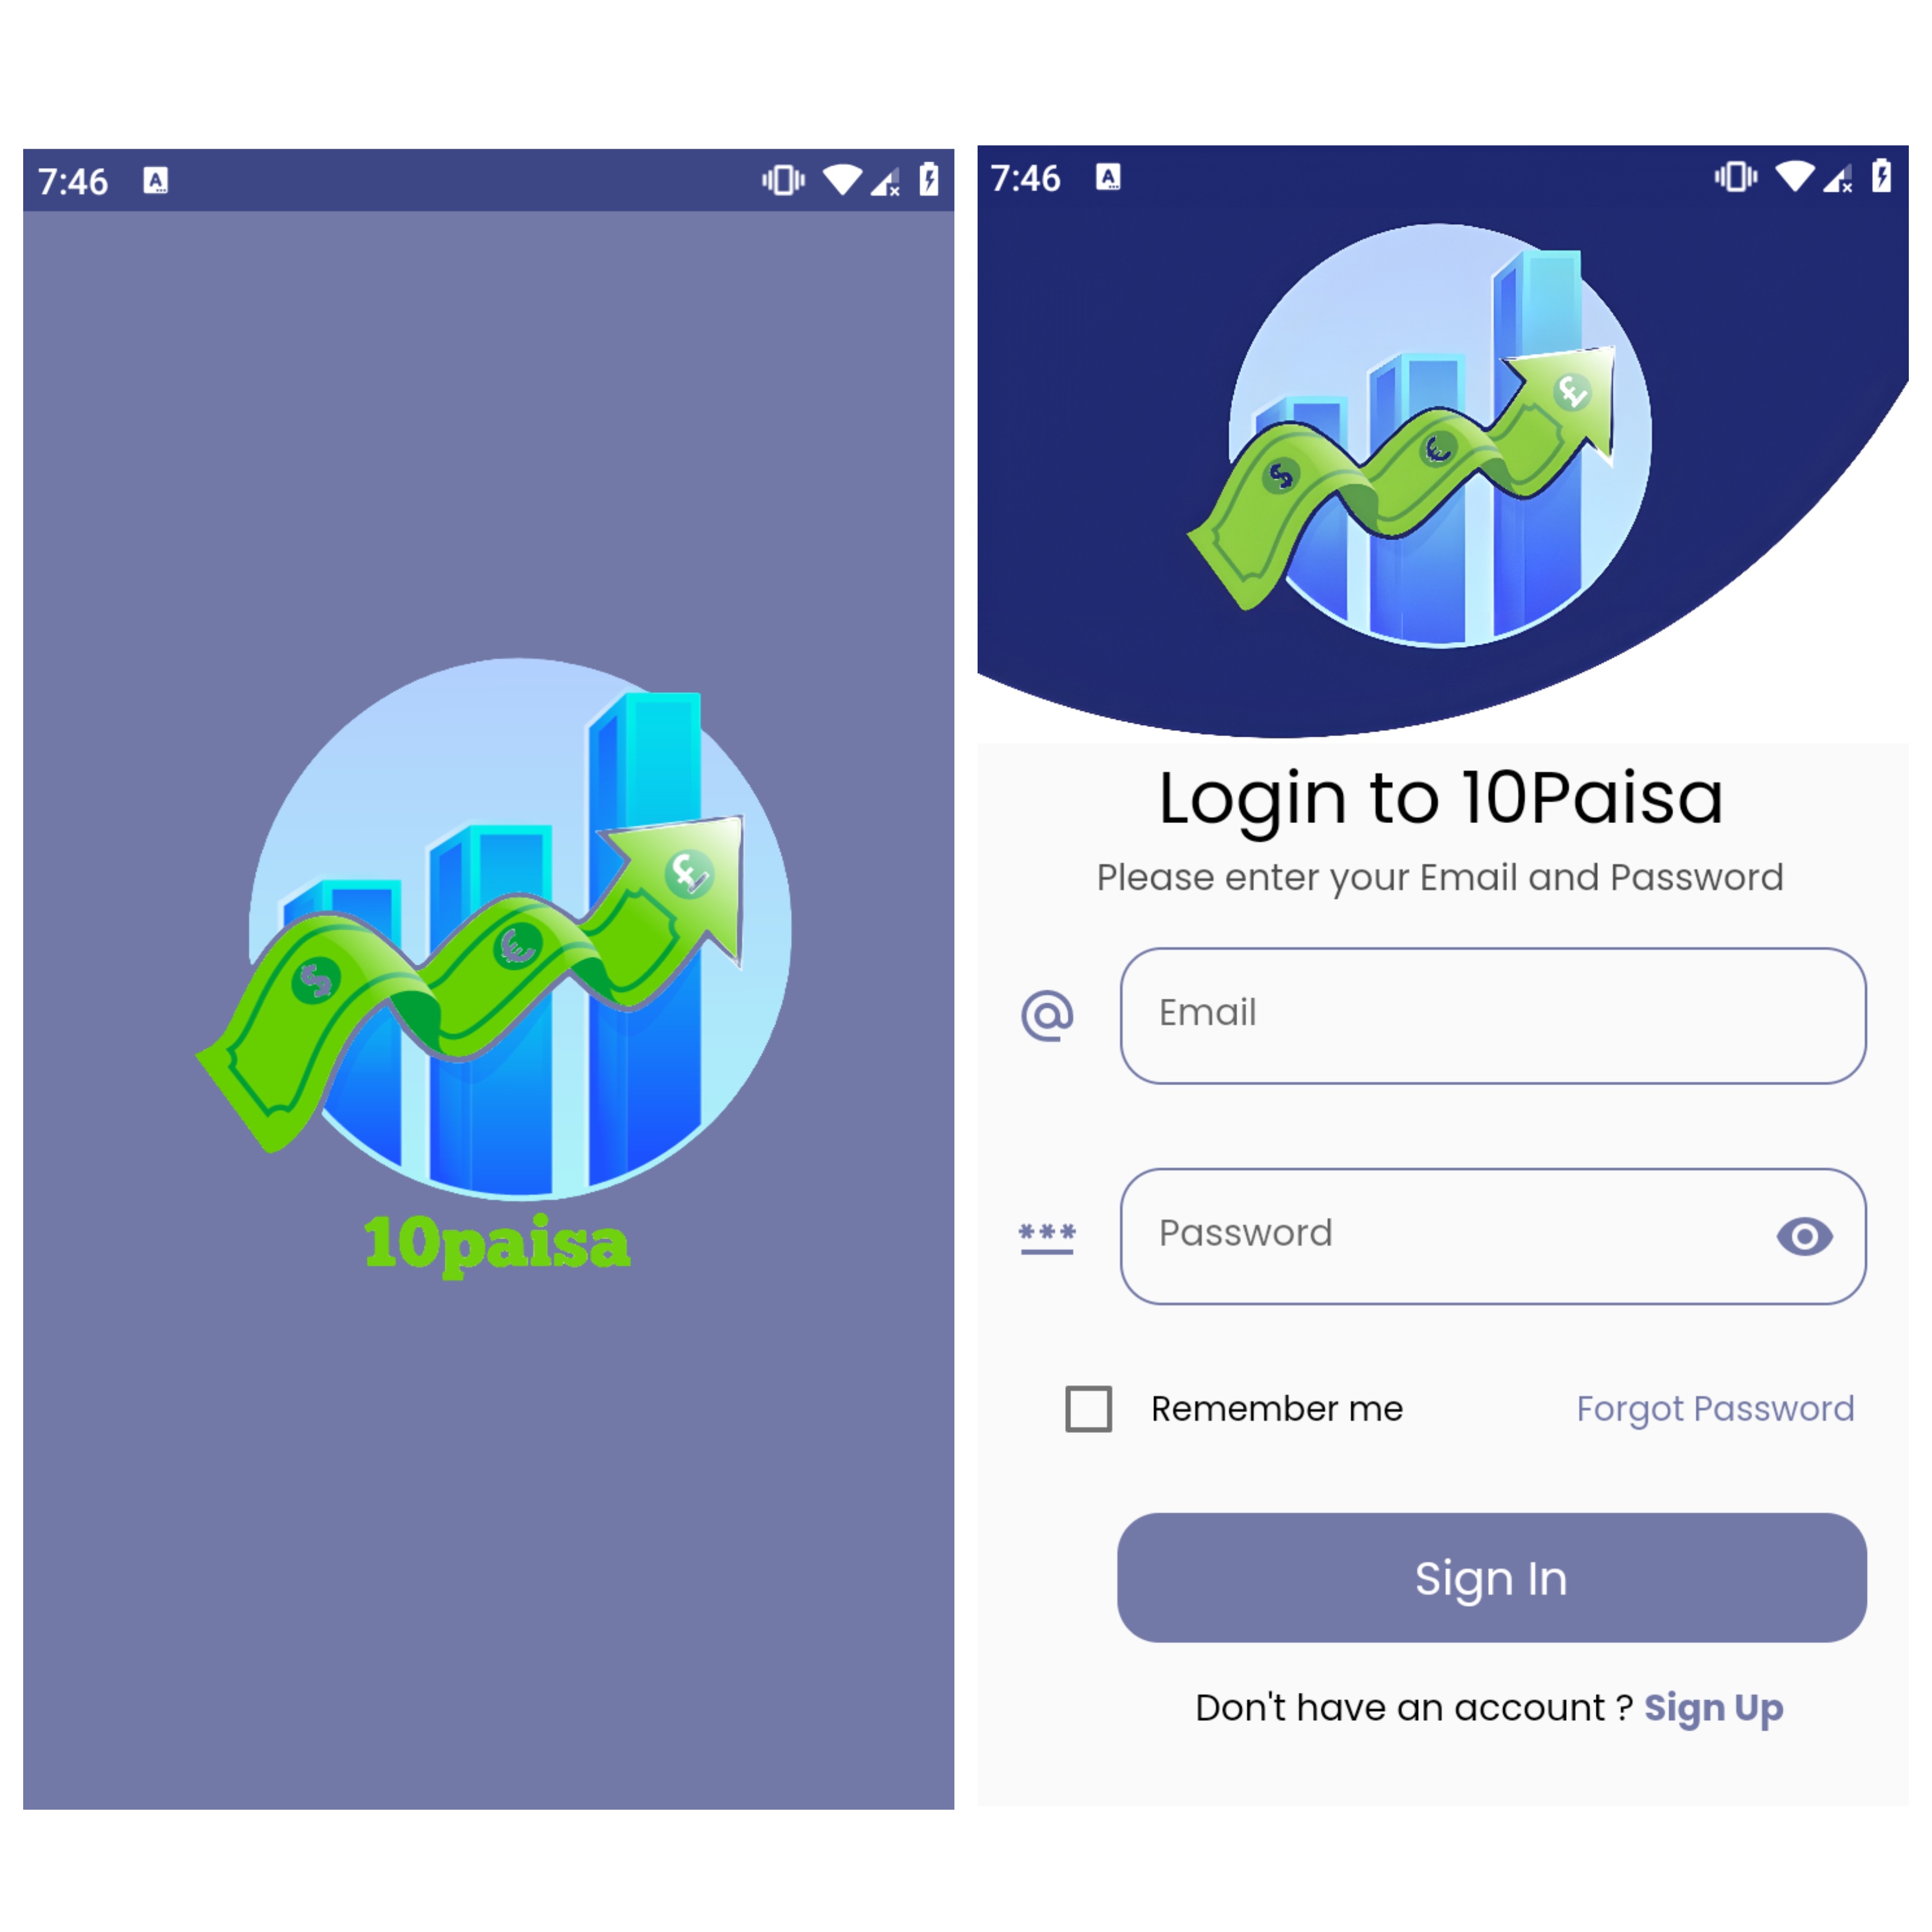 7:46
A
$
€
£
10paisa
7:46
A
$
€
£
Login to 10Paisa
Please enter your Email and Password
@ Email
*** Password
Remember me
Forgot Password
Sign In
Don't have an account ? Sign Up